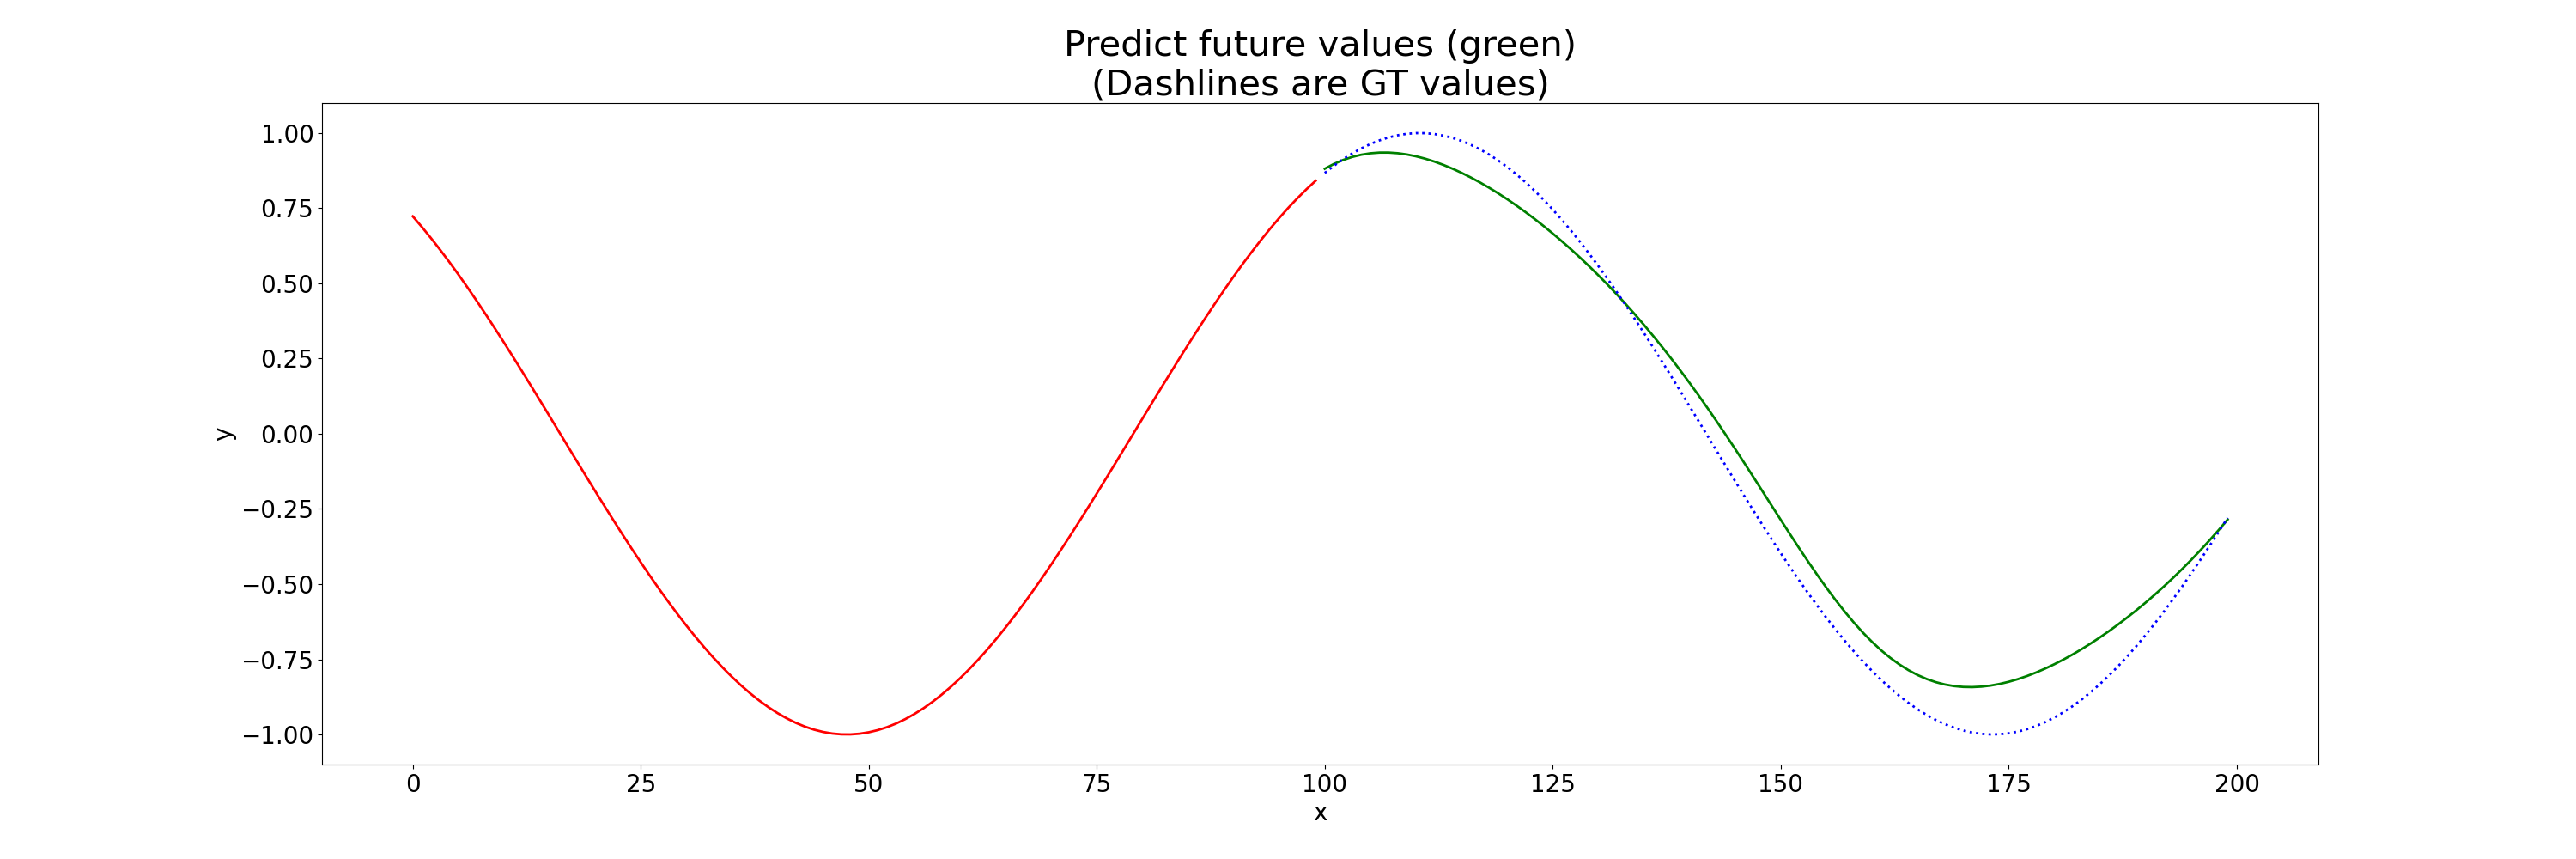 Predict future values (green)
(Dashlines are GT values)
1.00
0.75
0.50
0.25
0.00
−0.25
−0.50
−0.75
−1.00
y
0 25 50 75 100 125 150 175 200
x